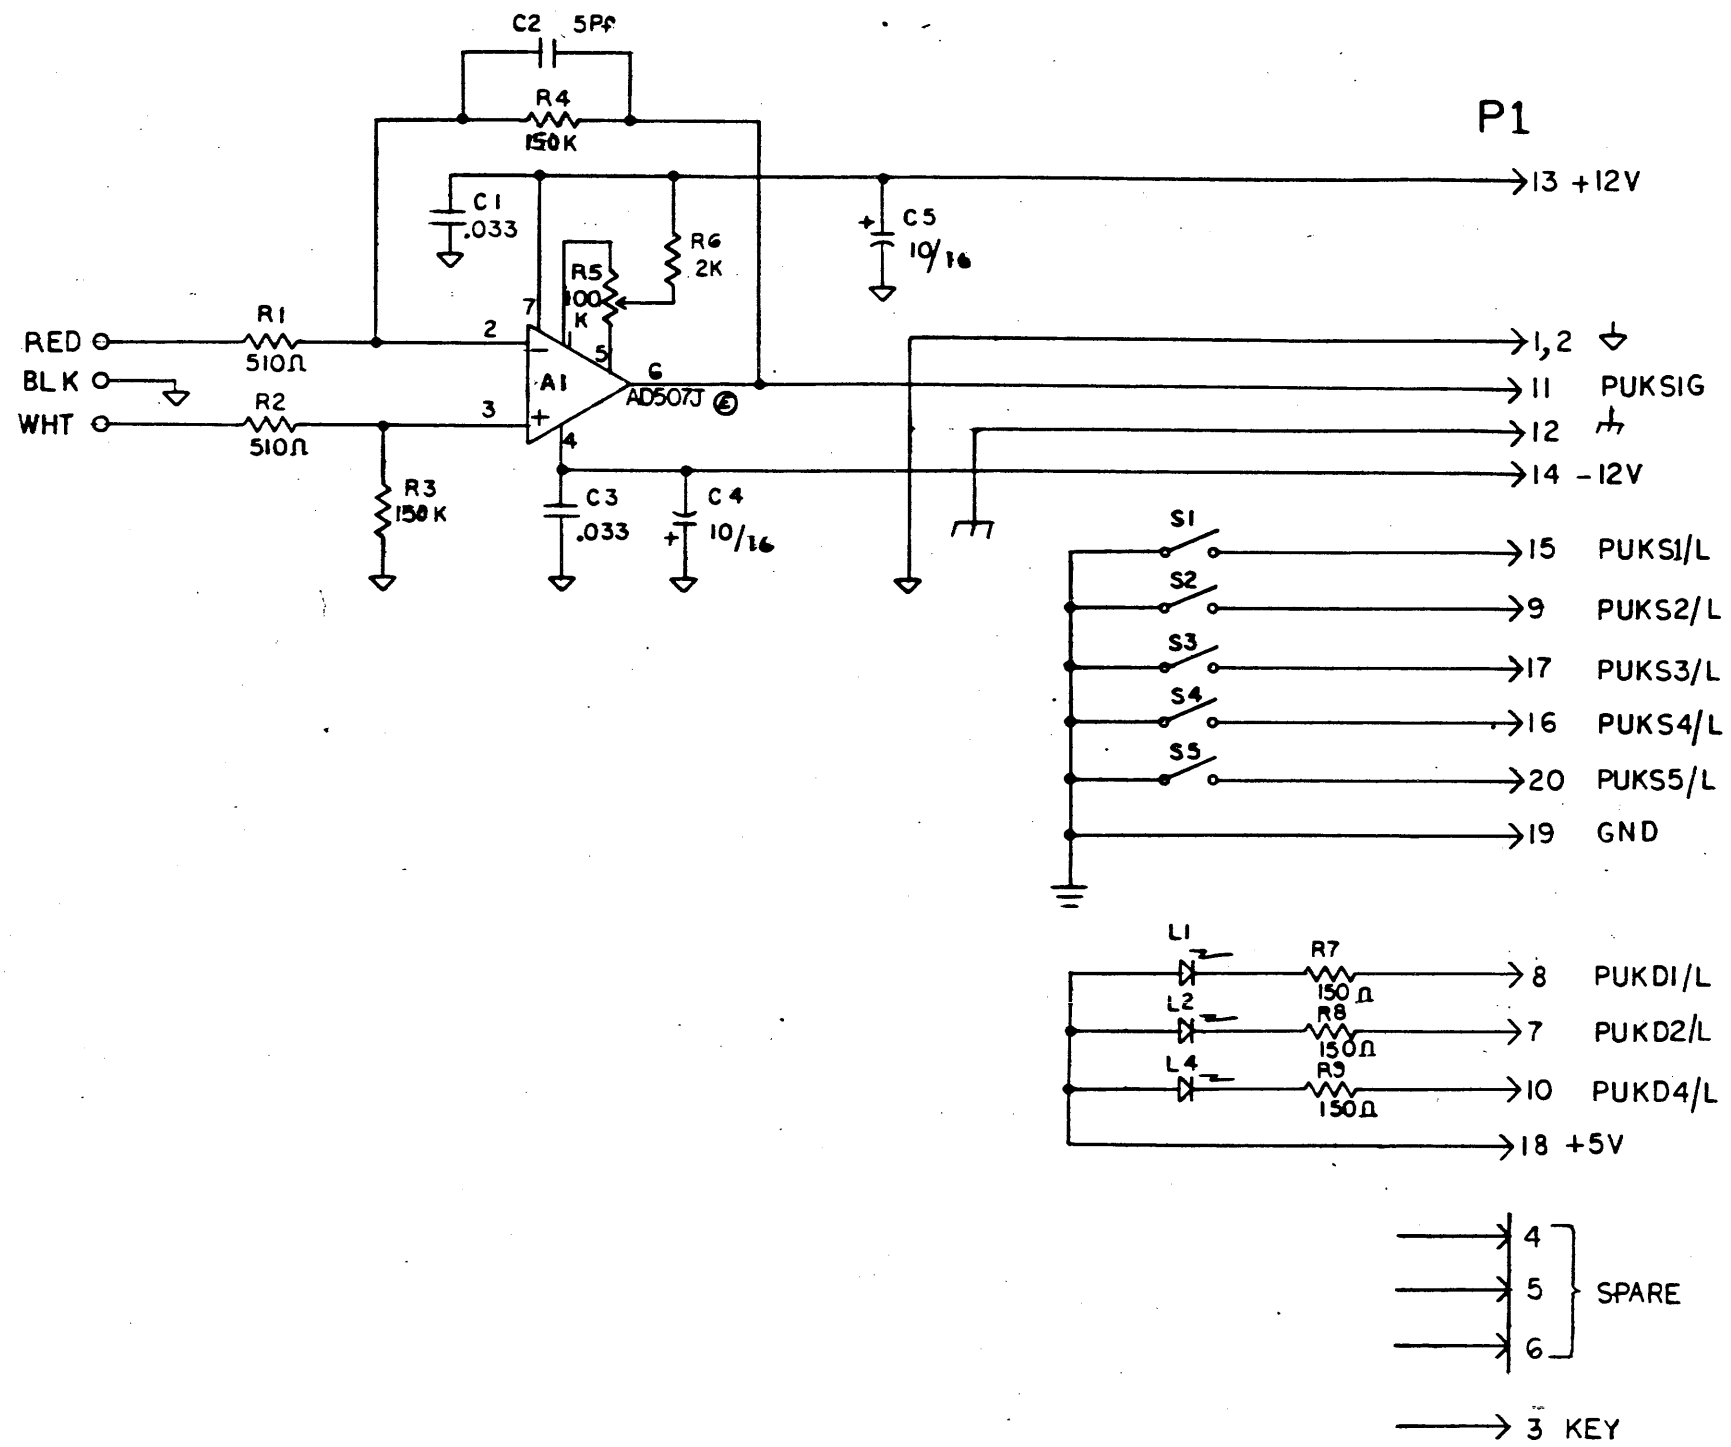 C2 5Pf
R4
150K
P1
13 +12V
C1
.033
R5
100
K
R6
2K
+ C5
10/16
7
RED
R1
510Ω
2
−
5
1,2
BLK
A1
6
AD507J E
11 PUKSIG
WHT
R2
510Ω
3
+
4
12
14 -12V
R3
150K
C3
.033
C4
+ 10/16
S1
15 PUKS1/L
S2
9 PUKS2/L
S3
17 PUKS3/L
S4
16 PUKS4/L
S5
20 PUKS5/L
19 GND
L1
R7
150Ω
8 PUKD1/L
L2
R8
150Ω
7 PUKD2/L
L4
R9
150Ω
10 PUKD4/L
18 +5V
4
5
6
SPARE
3 KEY